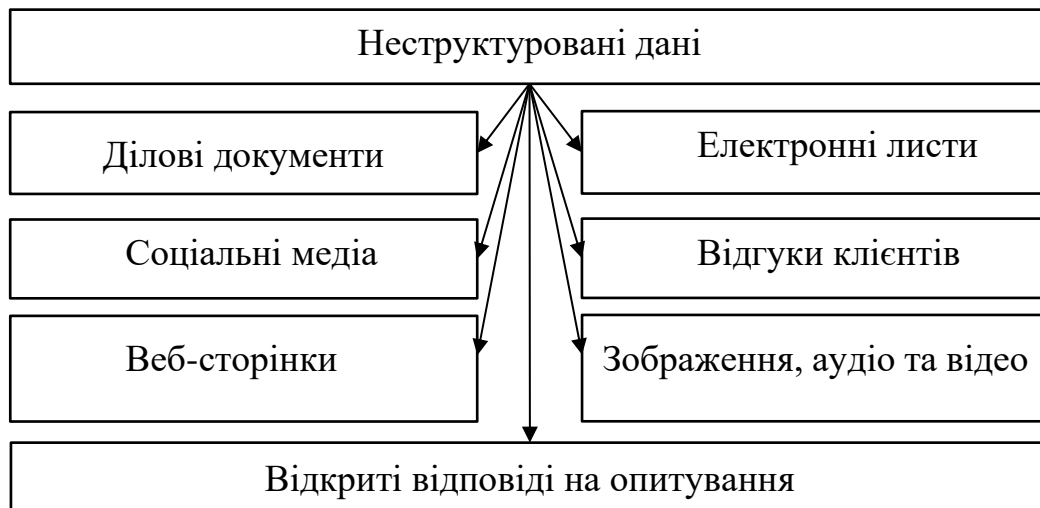 Неструктуровані дані
Ділові документи
Електронні листи
Соціальні медіа
Відгуки клієнтів
Веб-сторінки
Зображення, аудіо та відео
Відкриті відповіді на опитування